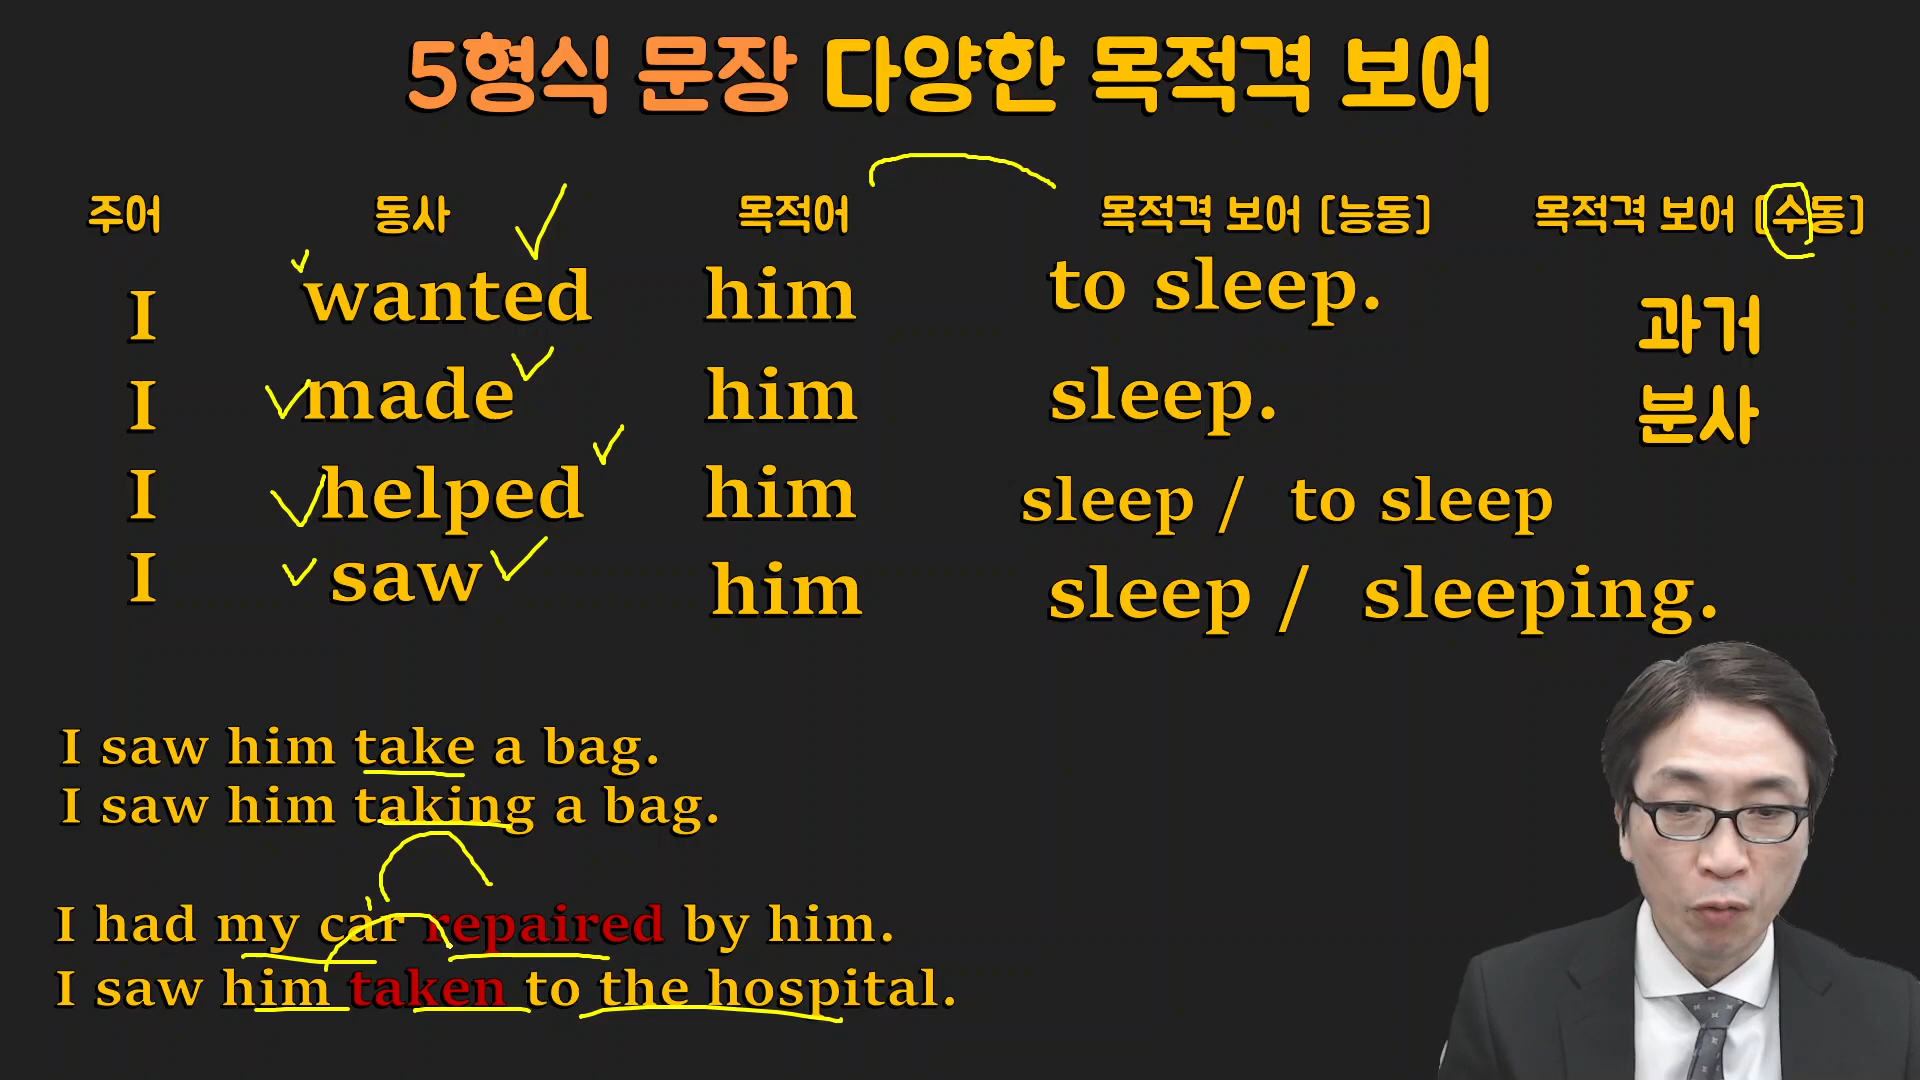 5형식 문장 다양한 목적격 보어
주어 동사 목적어 목적격 보어 [능동] 목적격 보어 [수동]
I wanted him to sleep.
I made him sleep.
I helped him sleep / to sleep
I saw him sleep / sleeping.
과거
분사
I saw him take a bag.
I saw him taking a bag.
I had my car repaired by him.
I saw him taken to the hospital.